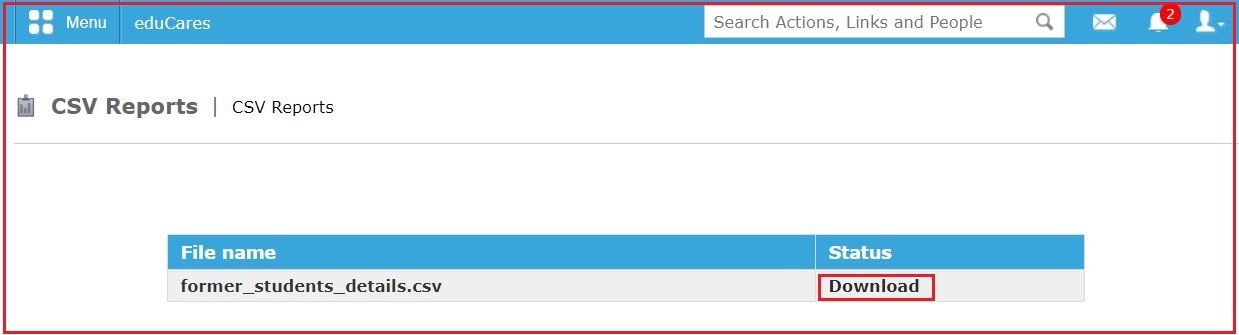 Menu eduCares Search Actions, Links and People 2
CSV Reports | CSV Reports
File name Status
former_students_details.csv Download